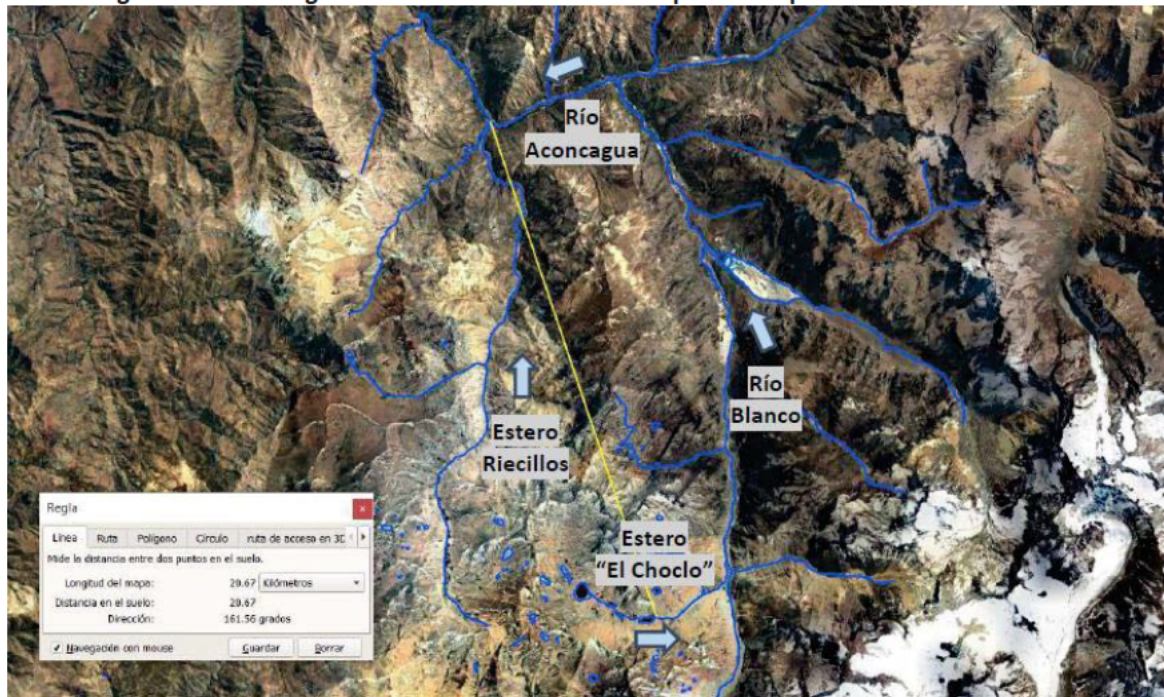 Río
Aconcagua
Río
Blanco
Estero
Riecillos
Estero
“El Choclo”
Regla
Línea Ruta Polígono Círculo ruta de acceso en 3D
Mide la distancia entre dos puntos en el suelo.
Longitud del mapa: 20.67 Kilómetros
Distancia en el suelo: 20.67
Dirección: 161.56 grados
Navegación con mouse Guardar Borrar